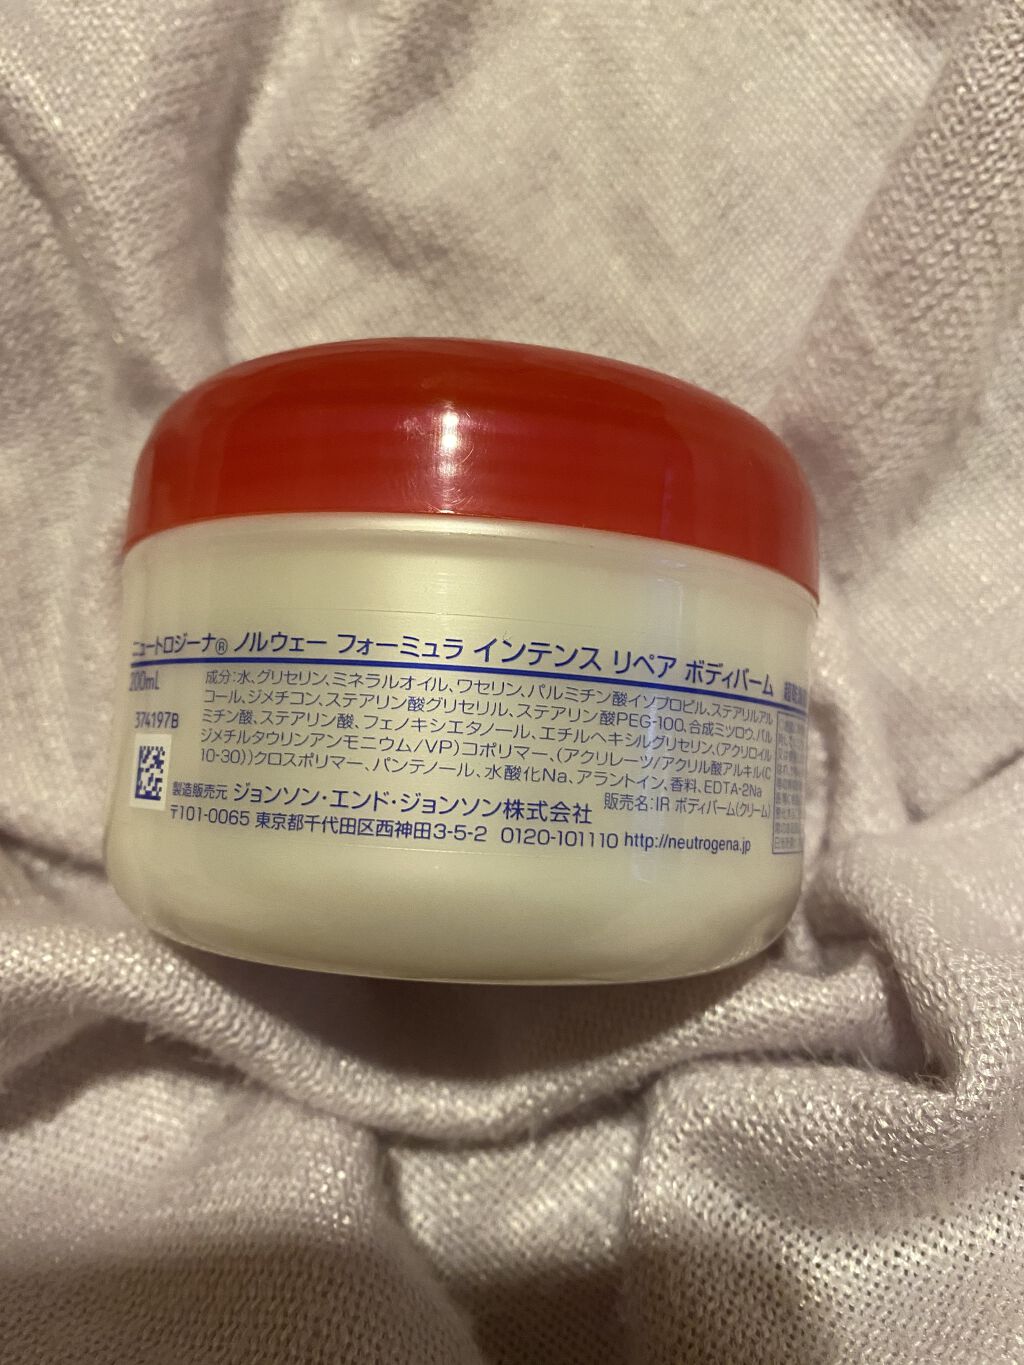 ニュートロジーナ® ノルウェー フォーミュラ インテンス リペア ボディバーム
200mL
374197B
成分:水、グリセリン、ミネラルオイル、ワセリン、パルミチン酸イソプロピル、ステアリルアル
コール、ジメチコン、ステアリン酸グリセリル、ステアリン酸PEG-100、合成ミツロウ、パル
ミチン酸、ステアリン酸、フェノキシエタノール、エチルヘキシルグリセリン、(アクリロイル
ジメチルタウリンアンモニウム/VP)コポリマー、(アクリレーツ/アクリル酸アルキル(C
10-30))クロスポリマー、パンテノール、水酸化Na、アラントイン、香料、EDTA-2Na
販売名:IR ボディバーム(クリーム)
製造販売元 ジョンソン・エンド・ジョンソン株式会社
〒101-0065 東京都千代田区西神田3-5-2 0120-101110 http://neutrogena.jp